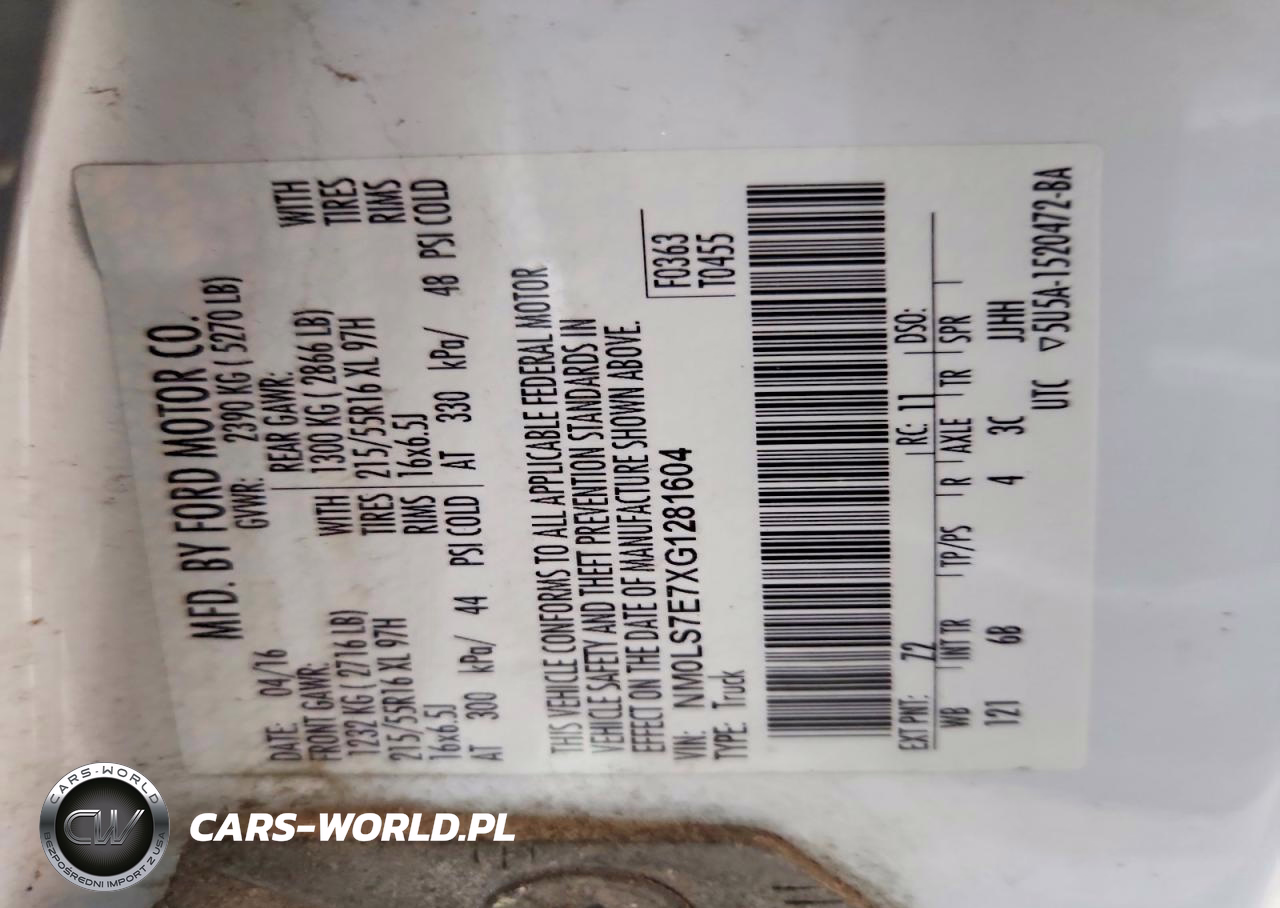 MFD. BY FORD MOTOR CO.
DATE: 04/16 GVWR: 2390 KG ( 5270 LB)
FRONT GAWR: REAR GAWR:
1232 KG ( 2716 LB) WITH 1300 KG ( 2866 LB) WITH
215/55R16 XL 97H TIRES 215/55R16 XL 97H TIRES
16x6.5J RIMS 16x6.5J RIMS
AT 300 kPa/ 44 PSI COLD AT 330 kPa/ 48 PSI COLD
THIS VEHICLE CONFORMS TO ALL APPLICABLE FEDERAL MOTOR
VEHICLE SAFETY AND THEFT PREVENTION STANDARDS IN
EFFECT ON THE DATE OF MANUFACTURE SHOWN ABOVE.
VIN: NM0LS7E7XG1281604 F0363
TYPE: Truck T0455
EXT PNT: 72 RC: 11 DSO:
WB INT TR TP/PS R AXLE TR SPR
121 6B 4 3C JJHH
UTC ▽5U5A-1520472-BA
CARS-WORLD
CW
BEZPOŚREDNI IMPORT Z USA
CARS-WORLD.PL